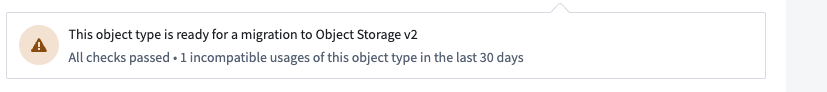 This object type is ready for a migration to Object Storage v2
All checks passed • 1 incompatible usages of this object type in the last 30 days